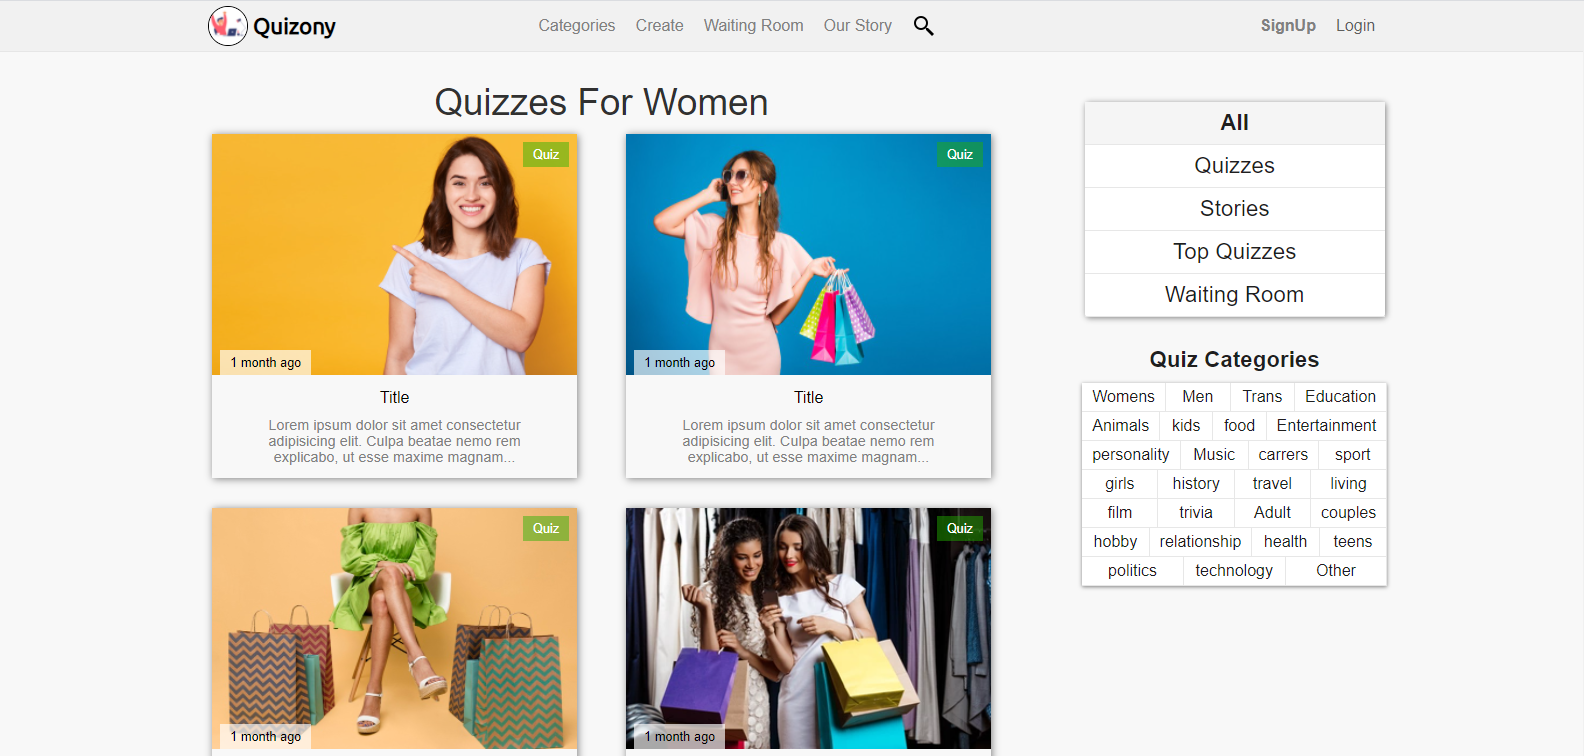 Quizony
Categories Create Waiting Room Our Story
SignUp Login
Quizzes For Women
Quiz
1 month ago
Title
Lorem ipsum dolor sit amet consectetur
adipisicing elit. Culpa beatae nemo rem
explicabo, ut esse maxime magnam...
Quiz
1 month ago
Title
Lorem ipsum dolor sit amet consectetur
adipisicing elit. Culpa beatae nemo rem
explicabo, ut esse maxime magnam...
Quiz
1 month ago
Quiz
1 month ago
All
Quizzes
Stories
Top Quizzes
Waiting Room
Quiz Categories
Womens Men Trans Education
Animals kids food Entertainment
personality Music carrers sport
girls history travel living
film trivia Adult couples
hobby relationship health teens
politics technology Other